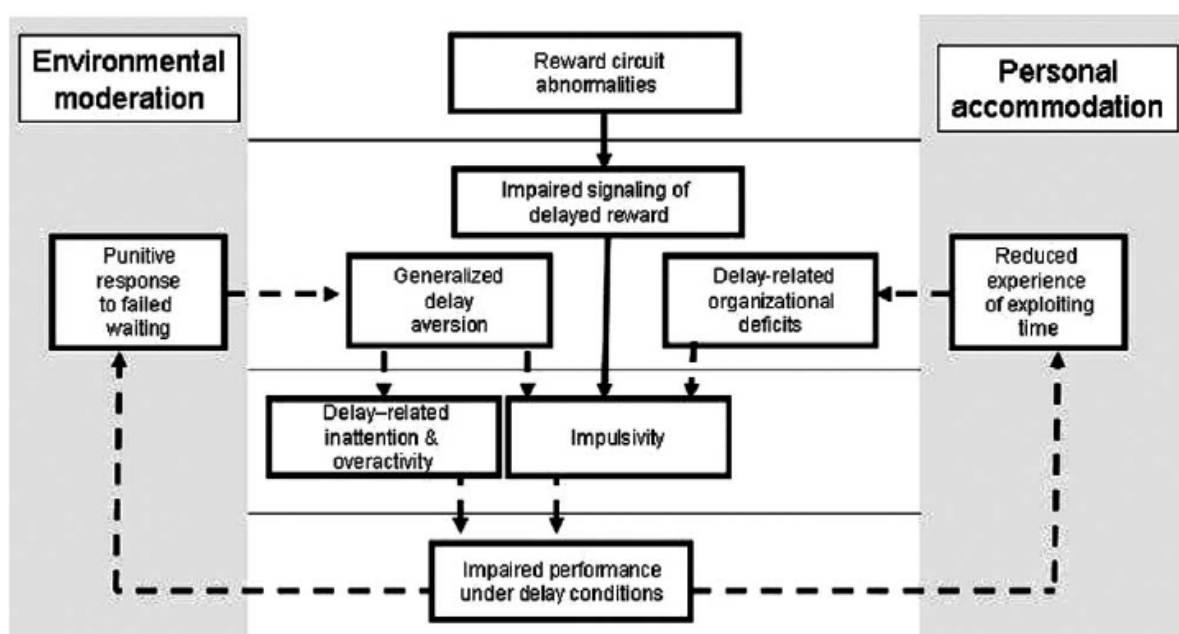 Environmental
moderation
Reward circuit
abnormalities
Personal
accommodation
Impaired signaling of
delayed reward
Punitive
response
to failed
waiting
Generalized
delay
aversion
Delay-related
organizational
deficits
Reduced
experience
of exploiting
time
Delay–related
inattention &
overactivity
Impulsivity
Impaired performance
under delay conditions